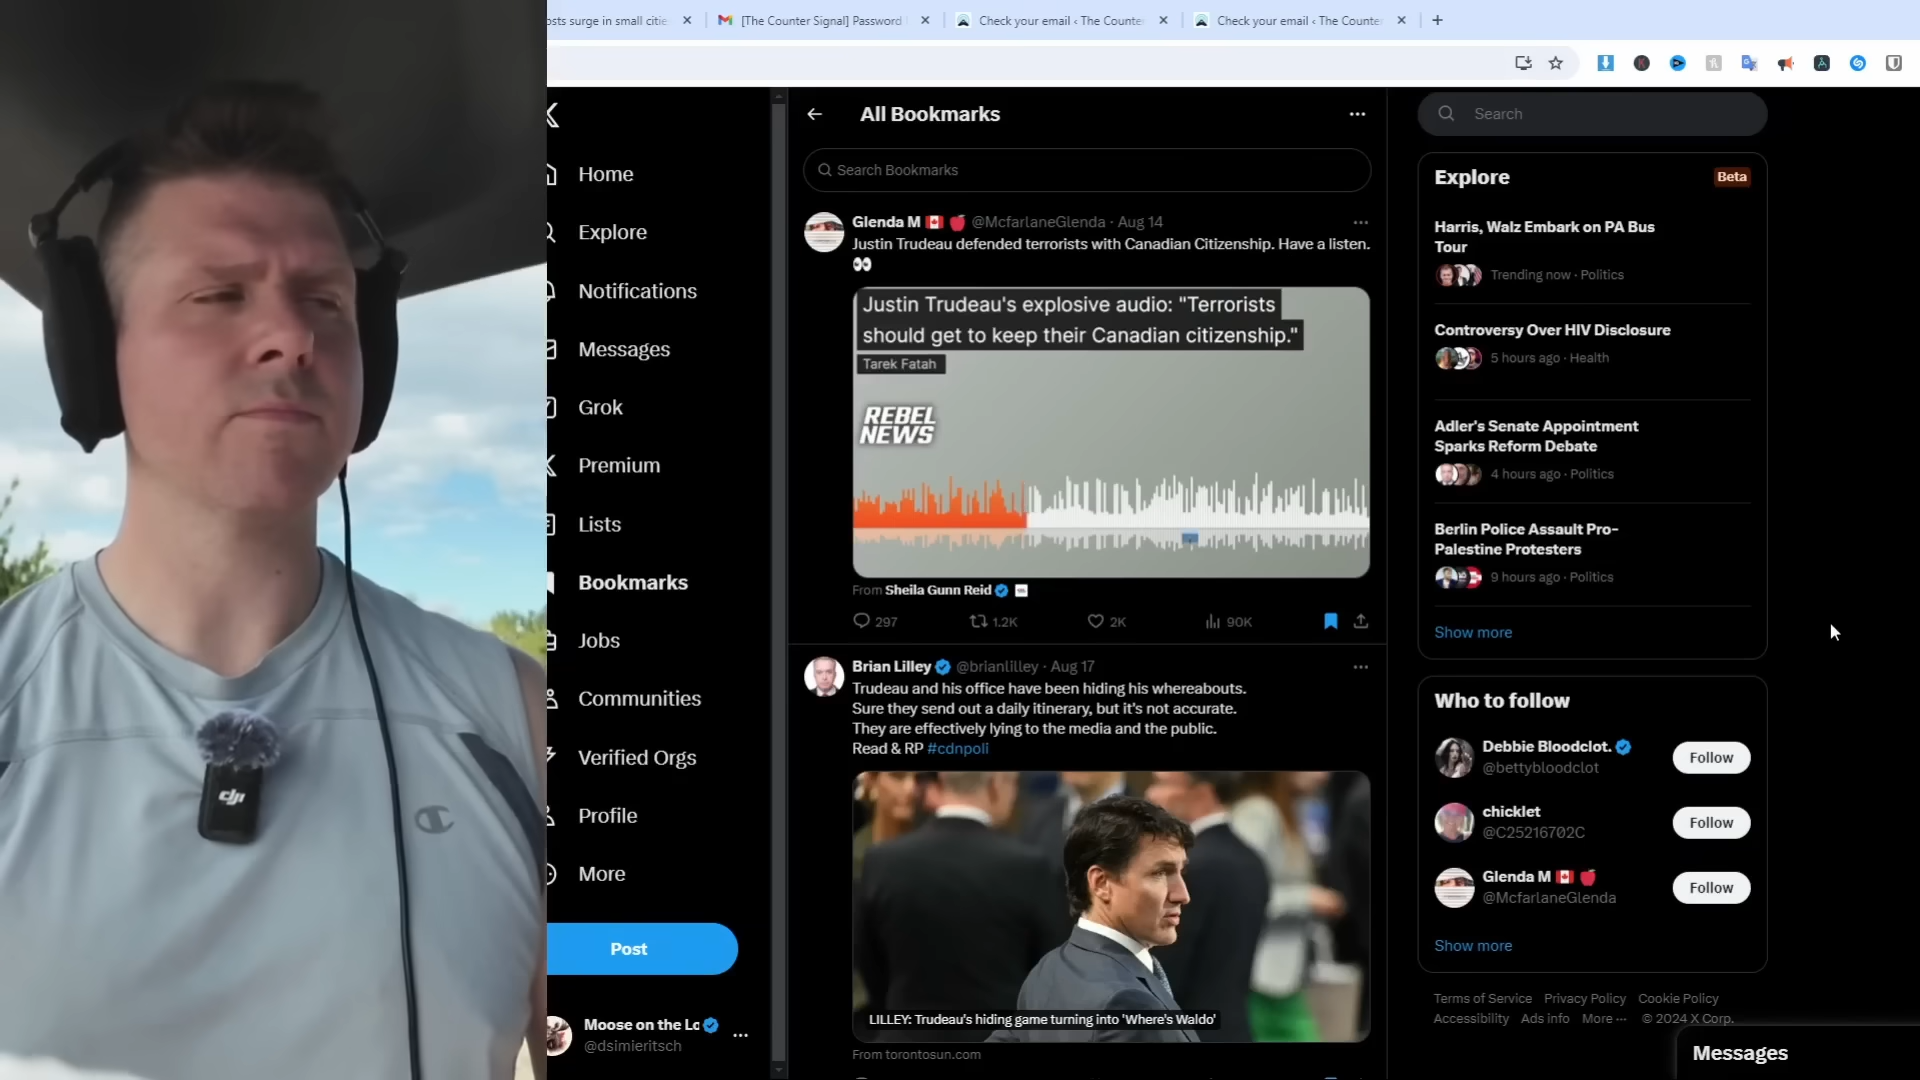 osts surge in small citie
[The Counter Signal] Password
Check your email ‹ The Counte
Check your email ‹ The Counte
Home
Explore
Notifications
Messages
Grok
Premium
Lists
Bookmarks
Jobs
Communities
Verified Orgs
Profile
More
Post
Moose on the Lo
@dsimieritsch
All Bookmarks
Search Bookmarks
Glenda M @McfarlaneGlenda · Aug 14
Justin Trudeau defended terrorists with Canadian Citizenship. Have a listen.
Justin Trudeau's explosive audio: "Terrorists
should get to keep their Canadian citizenship."
Tarek Fatah
REBEL
NEWS
From Sheila Gunn Reid
297 1.2K 2K 90K
Brian Lilley @brianlilley · Aug 17
Trudeau and his office have been hiding his whereabouts.
Sure they send out a daily itinerary, but it's not accurate.
They are effectively lying to the media and the public.
Read & RP #cdnpoli
LILLEY: Trudeau's hiding game turning into 'Where's Waldo'
From torontosun.com
Search
Explore Beta
Harris, Walz Embark on PA Bus
Tour
Trending now · Politics
Controversy Over HIV Disclosure
5 hours ago · Health
Adler's Senate Appointment
Sparks Reform Debate
4 hours ago · Politics
Berlin Police Assault Pro-
Palestine Protesters
9 hours ago · Politics
Show more
Who to follow
Debbie Bloodclot.
@bettybloodclot
Follow
chicklet
@C25216702C
Follow
Glenda M
@McfarlaneGlenda
Follow
Show more
Terms of Service Privacy Policy Cookie Policy
Accessibility Ads info More ··· © 2024 X Corp.
Messages
dji